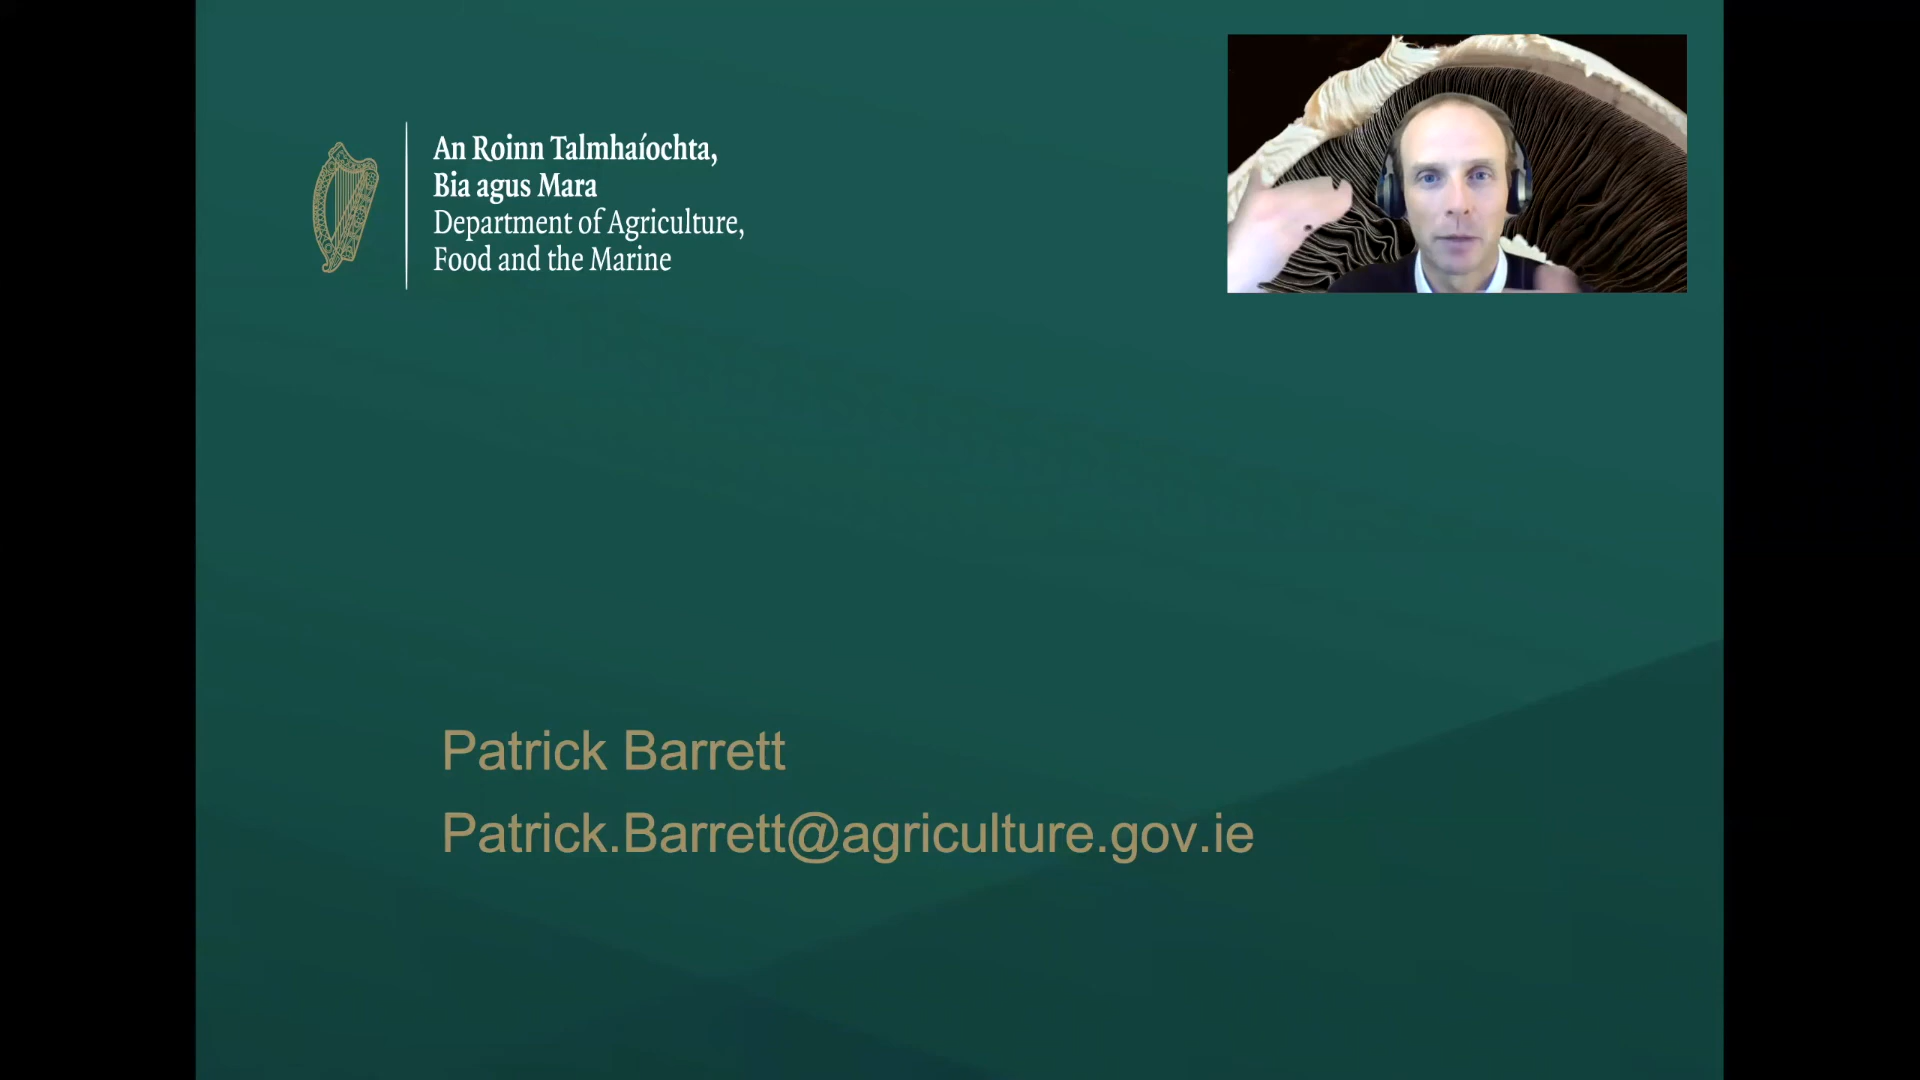 An Roinn Talmhaíochta,
Bia agus Mara
Department of Agriculture,
Food and the Marine
Patrick Barrett
Patrick.Barrett@agriculture.gov.ie